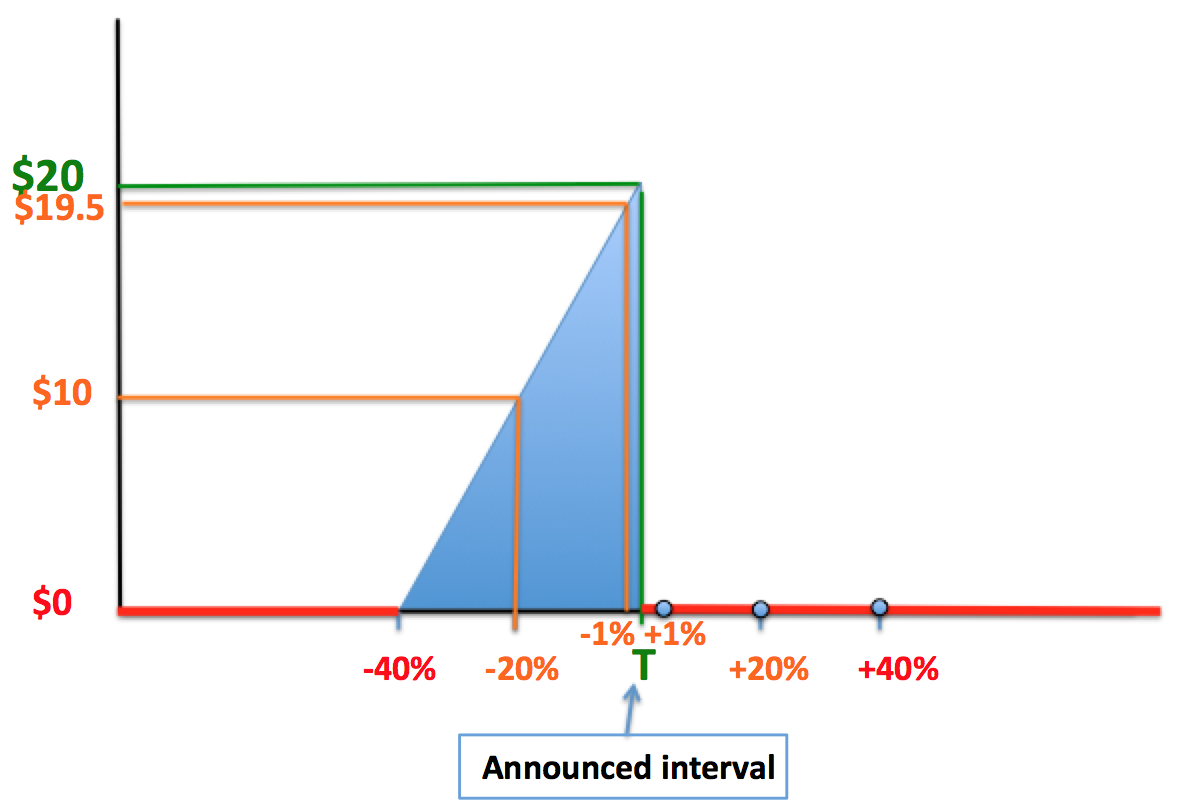 $20
$19.5
$10
$0
-1% +1%
-40% -20% T +20% +40%
Announced interval